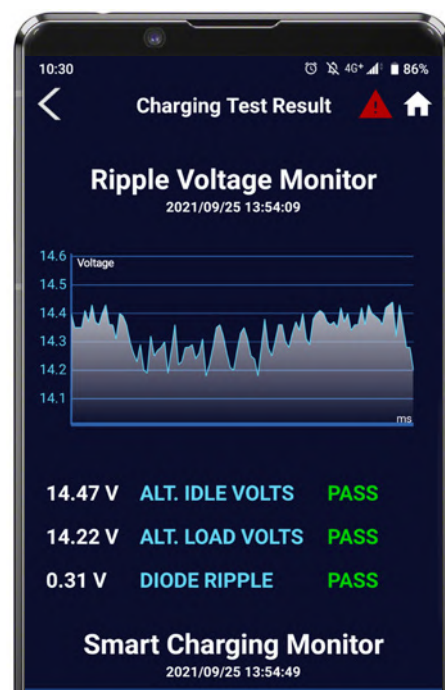 10:30 4G+ 86%
Charging Test Result
Ripple Voltage Monitor
2021/09/25 13:54:09
14.6
Voltage
14.5
14.4
14.3
14.2
14.1
ms
14.47 V ALT. IDLE VOLTS PASS
14.22 V ALT. LOAD VOLTS PASS
0.31 V DIODE RIPPLE PASS
Smart Charging Monitor
2021/09/25 13:54:49